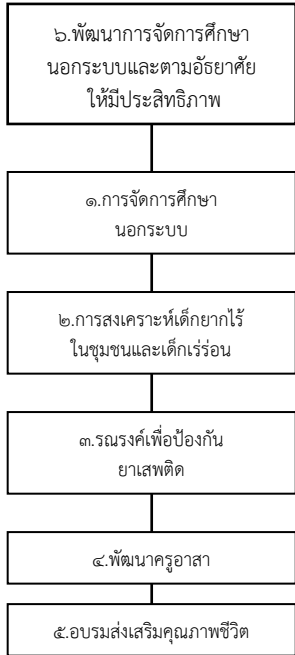 ๖.พัฒนาการจัดการศึกษา
นอกระบบและตามอัธยาศัย
ให้มีประสิทธิภาพ
๑.การจัดการศึกษา
นอกระบบ
๒.การสงเคราะห์เด็กยากไร้
ในชุมชนและเด็กเร่ร่อน
๓.รณรงค์เพื่อป้องกัน
ยาเสพติด
๔.พัฒนาครูอาสา
๕.อบรมส่งเสริมคุณภาพชีวิต